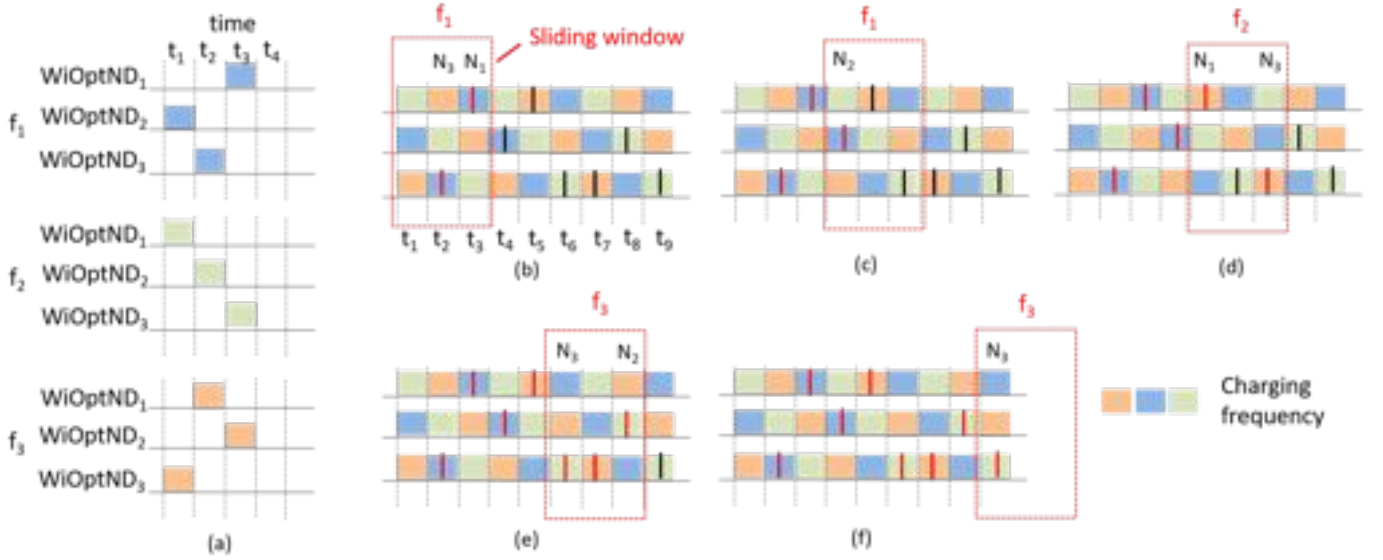 time
t1 t2 t3 t4
f1
WiOptND1
WiOptND2
WiOptND3
f2
WiOptND1
WiOptND2
WiOptND3
f3
WiOptND1
WiOptND2
WiOptND3
(a)
f1
Sliding window
N3 N1
t1 t2 t3 t4 t5 t6 t7 t8 t9
(b)
f1
N2
(c)
f2
N1 N3
(d)
f3
N3 N2
(e)
f3
N3
(f)
Charging
frequency